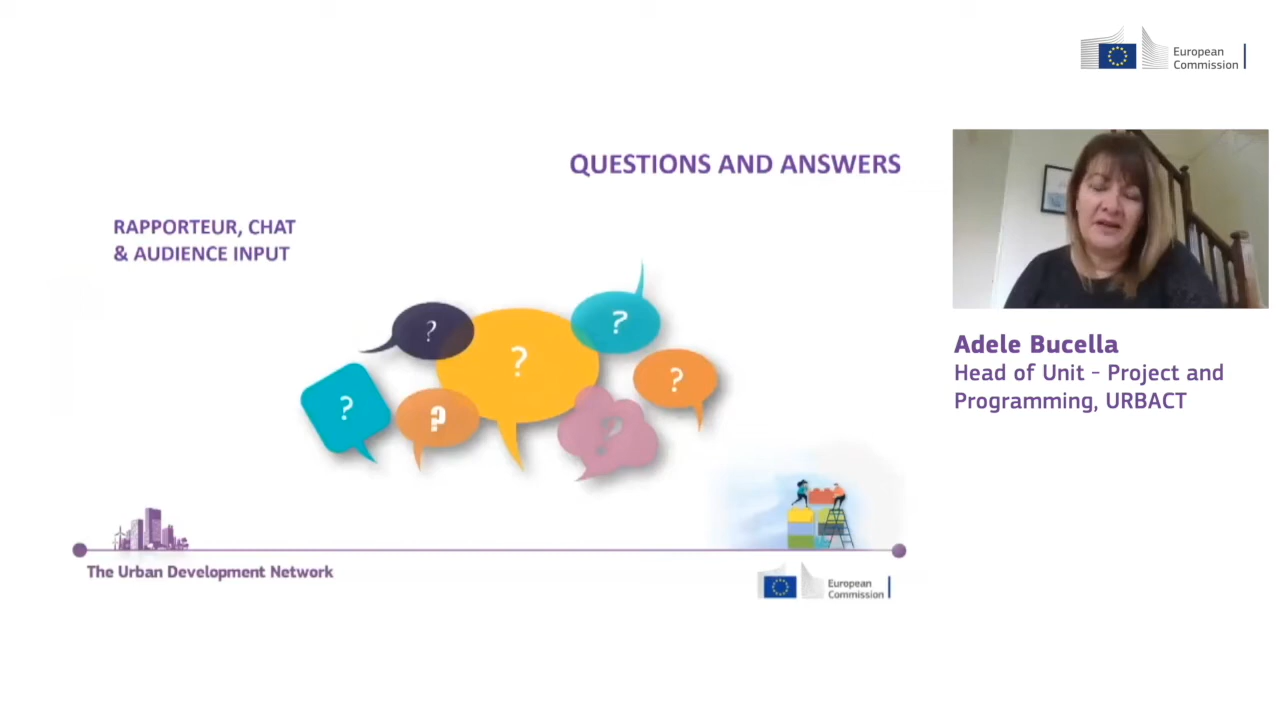 European
Commission
QUESTIONS AND ANSWERS
RAPPORTEUR, CHAT
& AUDIENCE INPUT
?
?
?
?
?
?
?
Adele Bucella
Head of Unit - Project and
Programming, URBACT
The Urban Development Network
European
Commission